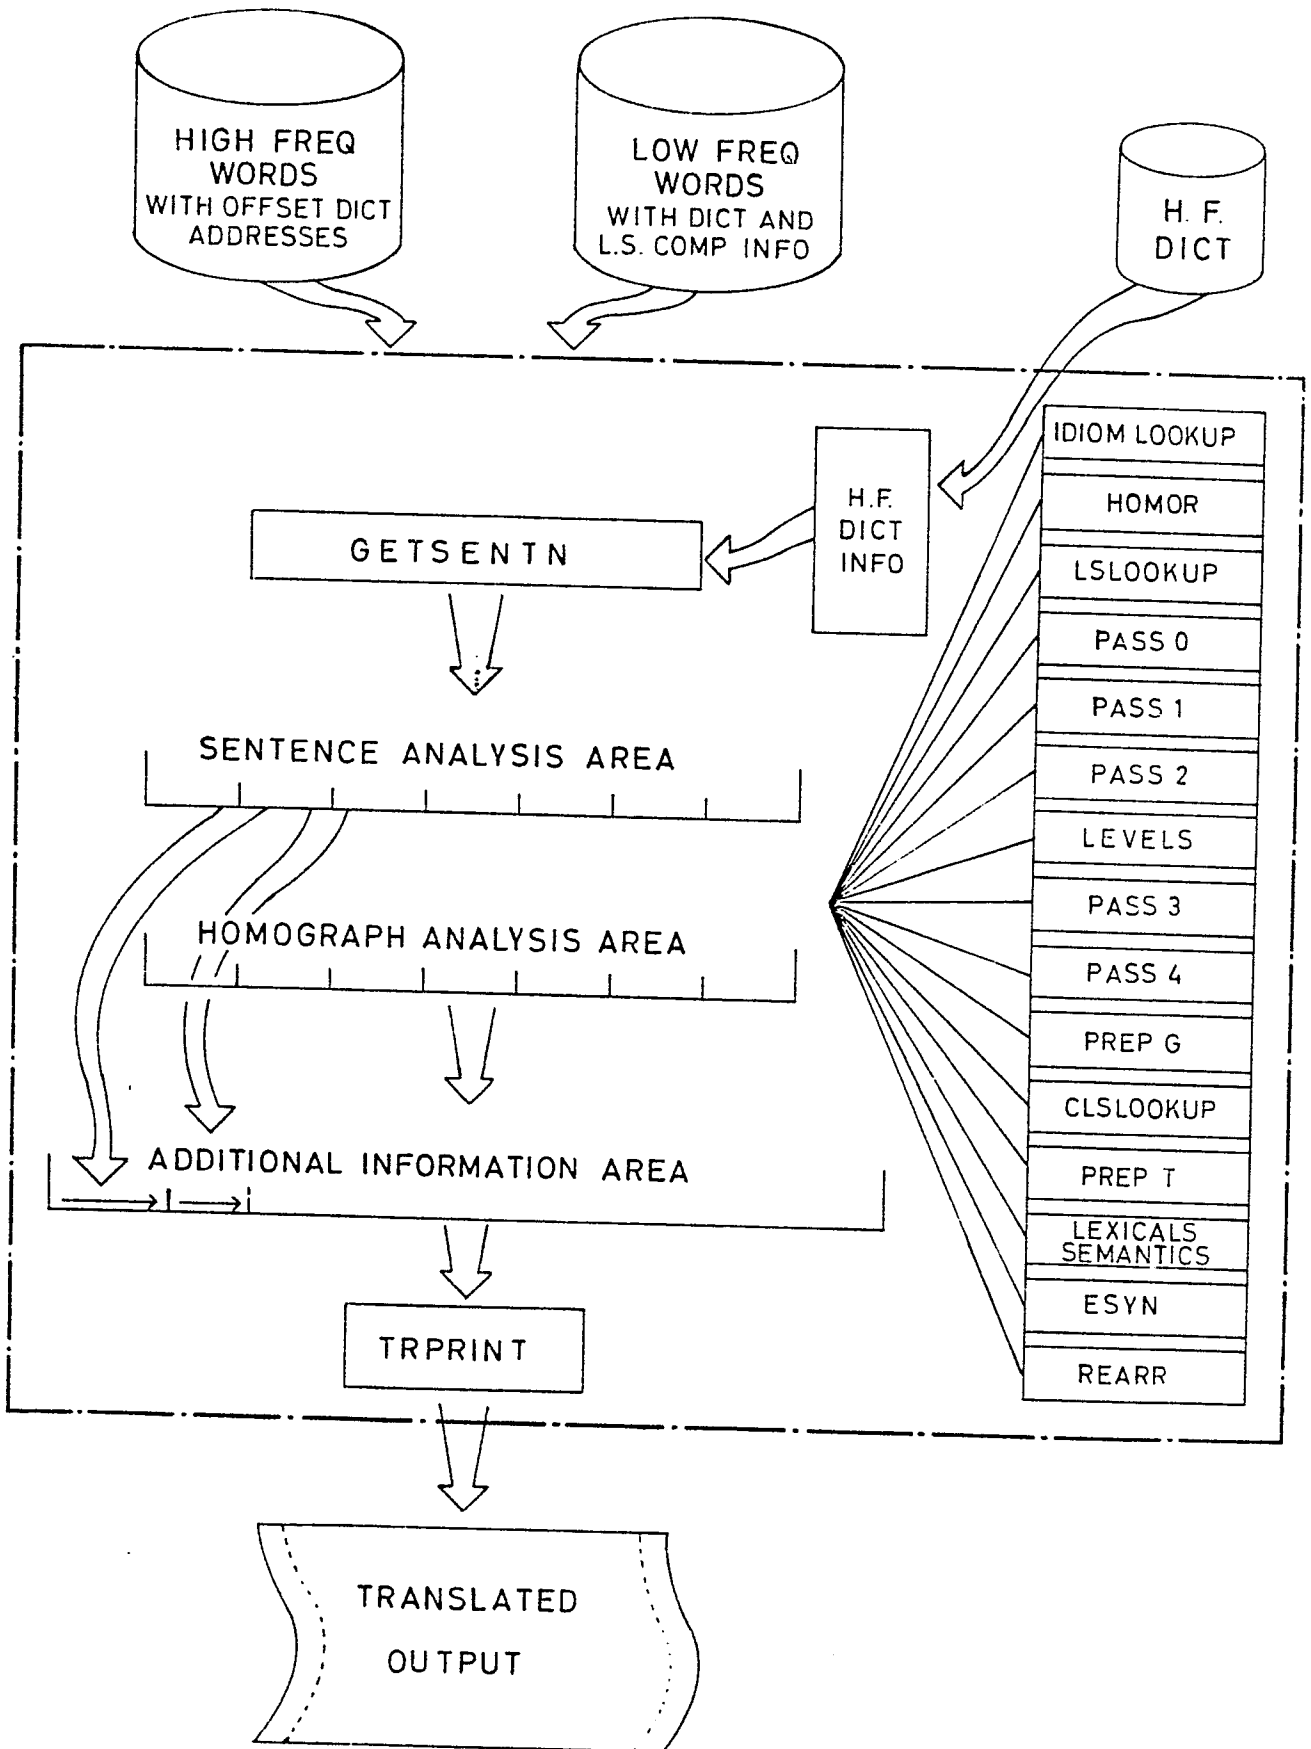 HIGH FREQ
WORDS
WITH OFFSET DICT
ADDRESSES
LOW FREQ
WORDS
WITH DICT AND
L.S. COMP INFO
H. F.
DICT
H.F.
DICT
INFO
GETSENTN
SENTENCE ANALYSIS AREA
HOMOGRAPH ANALYSIS AREA
ADDITIONAL INFORMATION AREA
TRPRINT
TRANSLATED
OUTPUT
IDIOM LOOKUP
HOMOR
LSLOOKUP
PASS 0
PASS 1
PASS 2
LEVELS
PASS 3
PASS 4
PREP G
CLSLOOKUP
PREP T
LEXICALS
SEMANTICS
ESYN
REARR